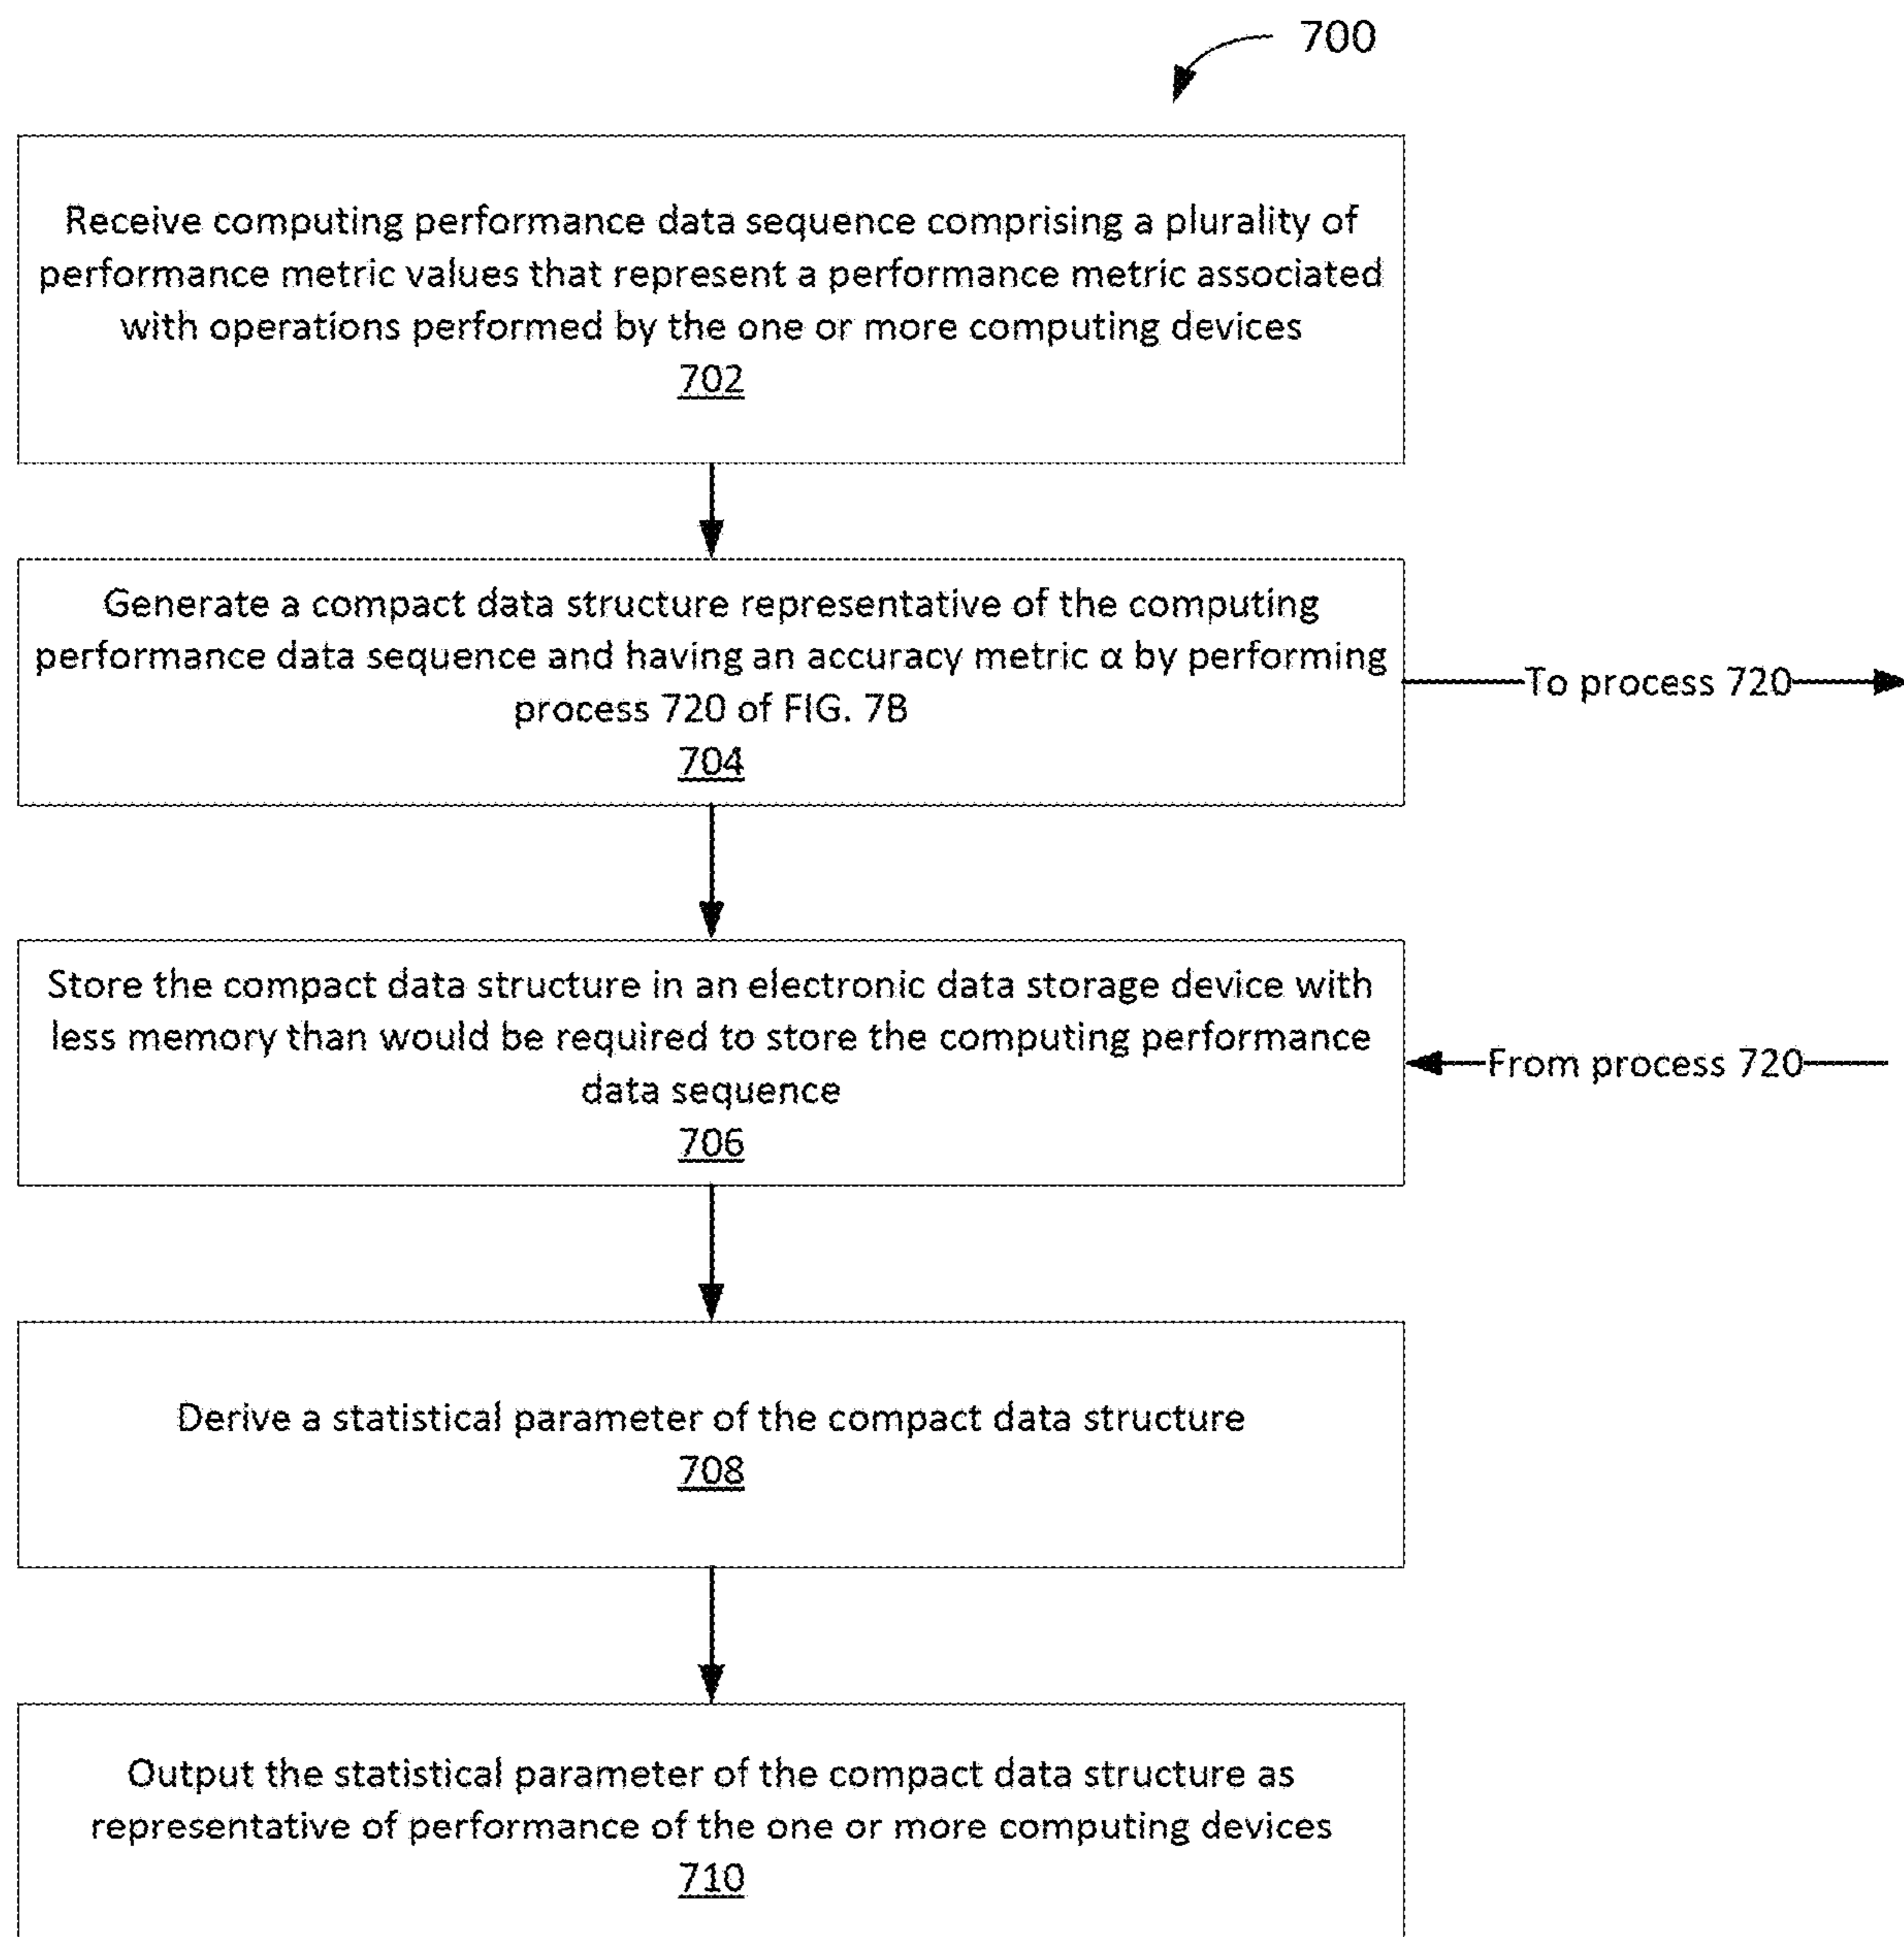 700
Receive computing performance data sequence comprising a plurality of
performance metric values that represent a performance metric associated
with operations performed by the one or more computing devices
702
Generate a compact data structure representative of the computing
performance data sequence and having an accuracy metric α by performing
process 720 of FIG. 7B
704
To process 720
Store the compact data structure in an electronic data storage device with
less memory than would be required to store the computing performance
data sequence
706
From process 720
Derive a statistical parameter of the compact data structure
708
Output the statistical parameter of the compact data structure as
representative of performance of the one or more computing devices
710